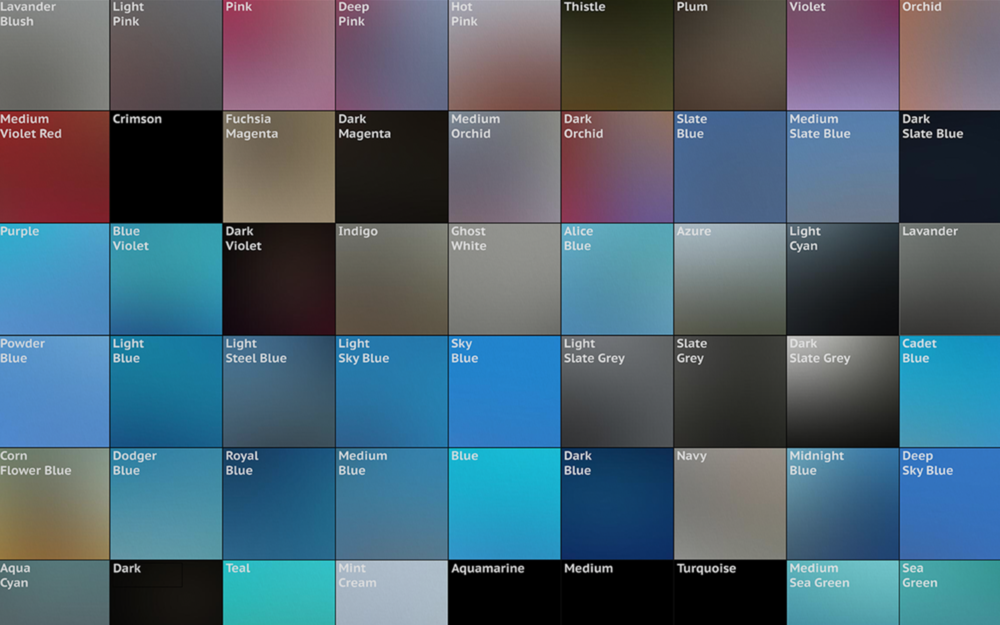 Lavander
Blush
Light
Pink
Pink
Deep
Pink
Hot
Pink
Thistle
Plum
Violet
Orchid
Medium
Violet Red
Crimson
Fuchsia
Magenta
Dark
Magenta
Medium
Orchid
Dark
Orchid
Slate
Blue
Medium
Slate Blue
Dark
Slate Blue
Purple
Blue
Violet
Dark
Violet
Indigo
Ghost
White
Alice
Blue
Azure
Light
Cyan
Lavander
Powder
Blue
Light
Blue
Light
Steel Blue
Light
Sky Blue
Sky
Blue
Light
Slate Grey
Slate
Grey
Dark
Slate Grey
Cadet
Blue
Corn
Flower Blue
Dodger
Blue
Royal
Blue
Medium
Blue
Blue
Dark
Blue
Navy
Midnight
Blue
Deep
Sky Blue
Aqua
Cyan
Dark
Teal
Mint
Cream
Aquamarine
Medium
Turquoise
Medium
Sea Green
Sea
Green